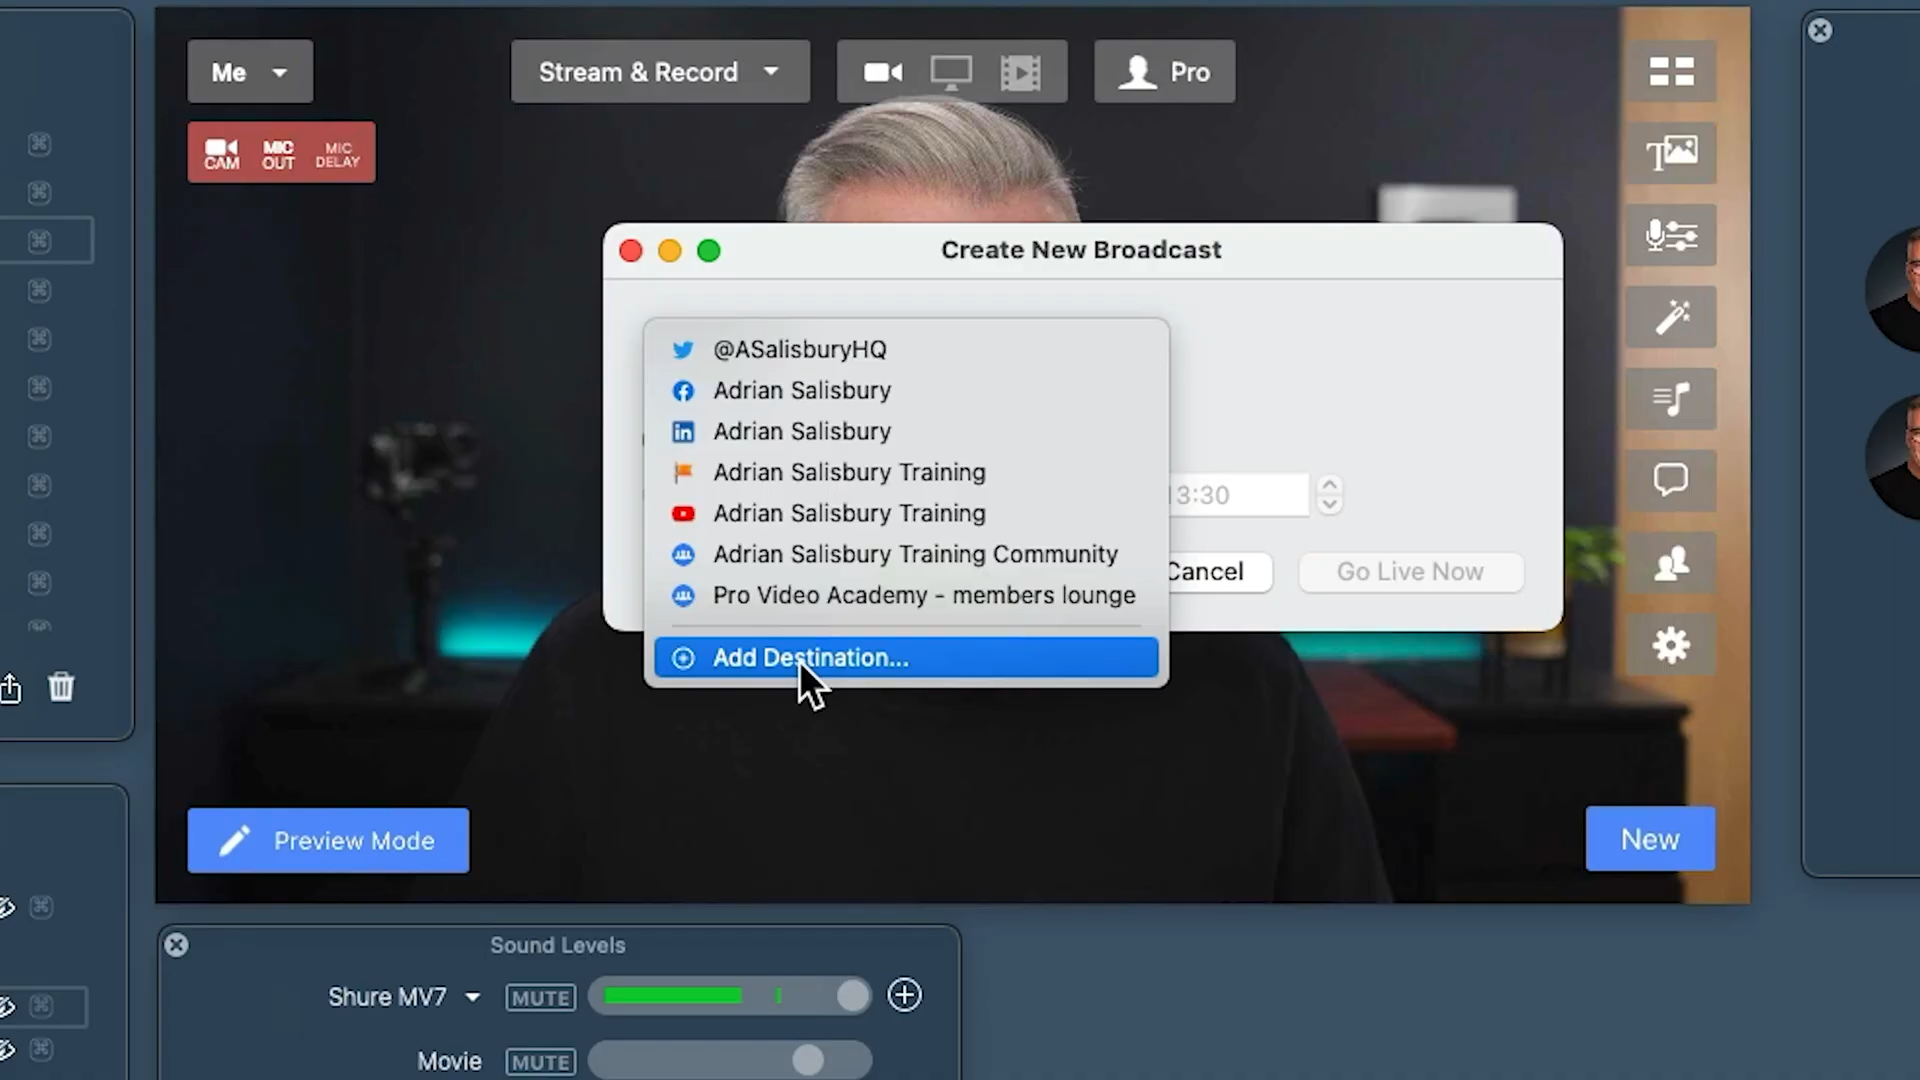 Me
Stream & Record
Pro
CAM
MIC OUT
MIC DELAY
Create New Broadcast
@ASalisburyHQ
Adrian Salisbury
Adrian Salisbury
Adrian Salisbury Training
Adrian Salisbury Training
13:30
Adrian Salisbury Training Community
Cancel
Go Live Now
Pro Video Academy - members lounge
Add Destination...
Preview Mode
New
Sound Levels
Shure MV7
MUTE
Movie
MUTE